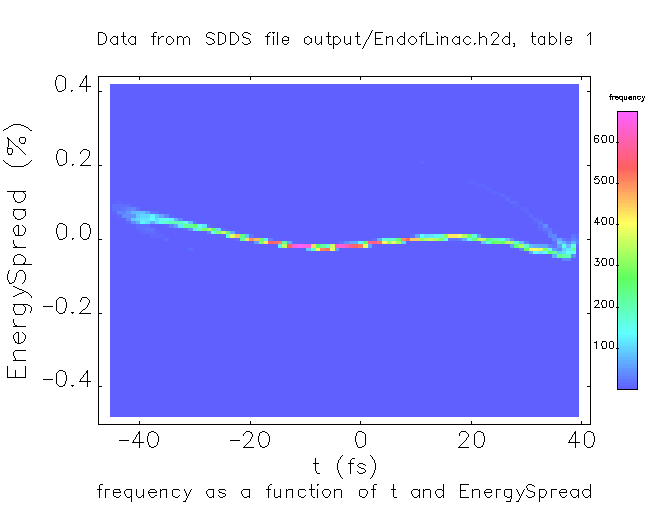 Data from SDDS file output/EndofLinac.h2d, table 1
frequency
EnergySpread (%)
0.4
0.2
0.0
-0.2
-0.4
600
500
400
300
200
100
-40 -20 0 20 40
t (fs)
frequency as a function of t and EnergySpread